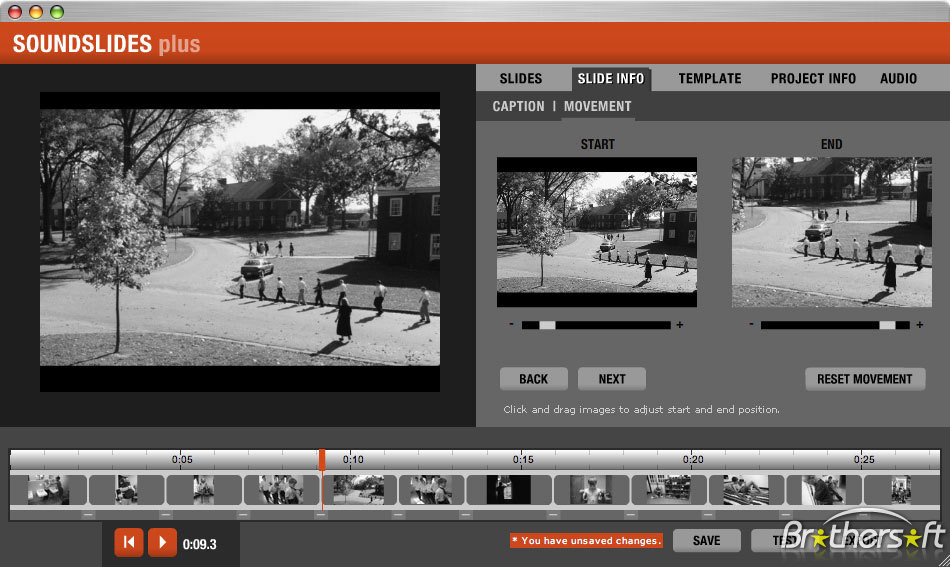 SOUNDSLIDES plus
SLIDES SLIDE INFO TEMPLATE PROJECT INFO AUDIO
CAPTION | MOVEMENT
START END
- + - +
BACK NEXT RESET MOVEMENT
Click and drag images to adjust start and end position.
0:05 0:10 0:15 0:20 0:25
0:09.3 * You have unsaved changes. SAVE TEST
Brothersoft